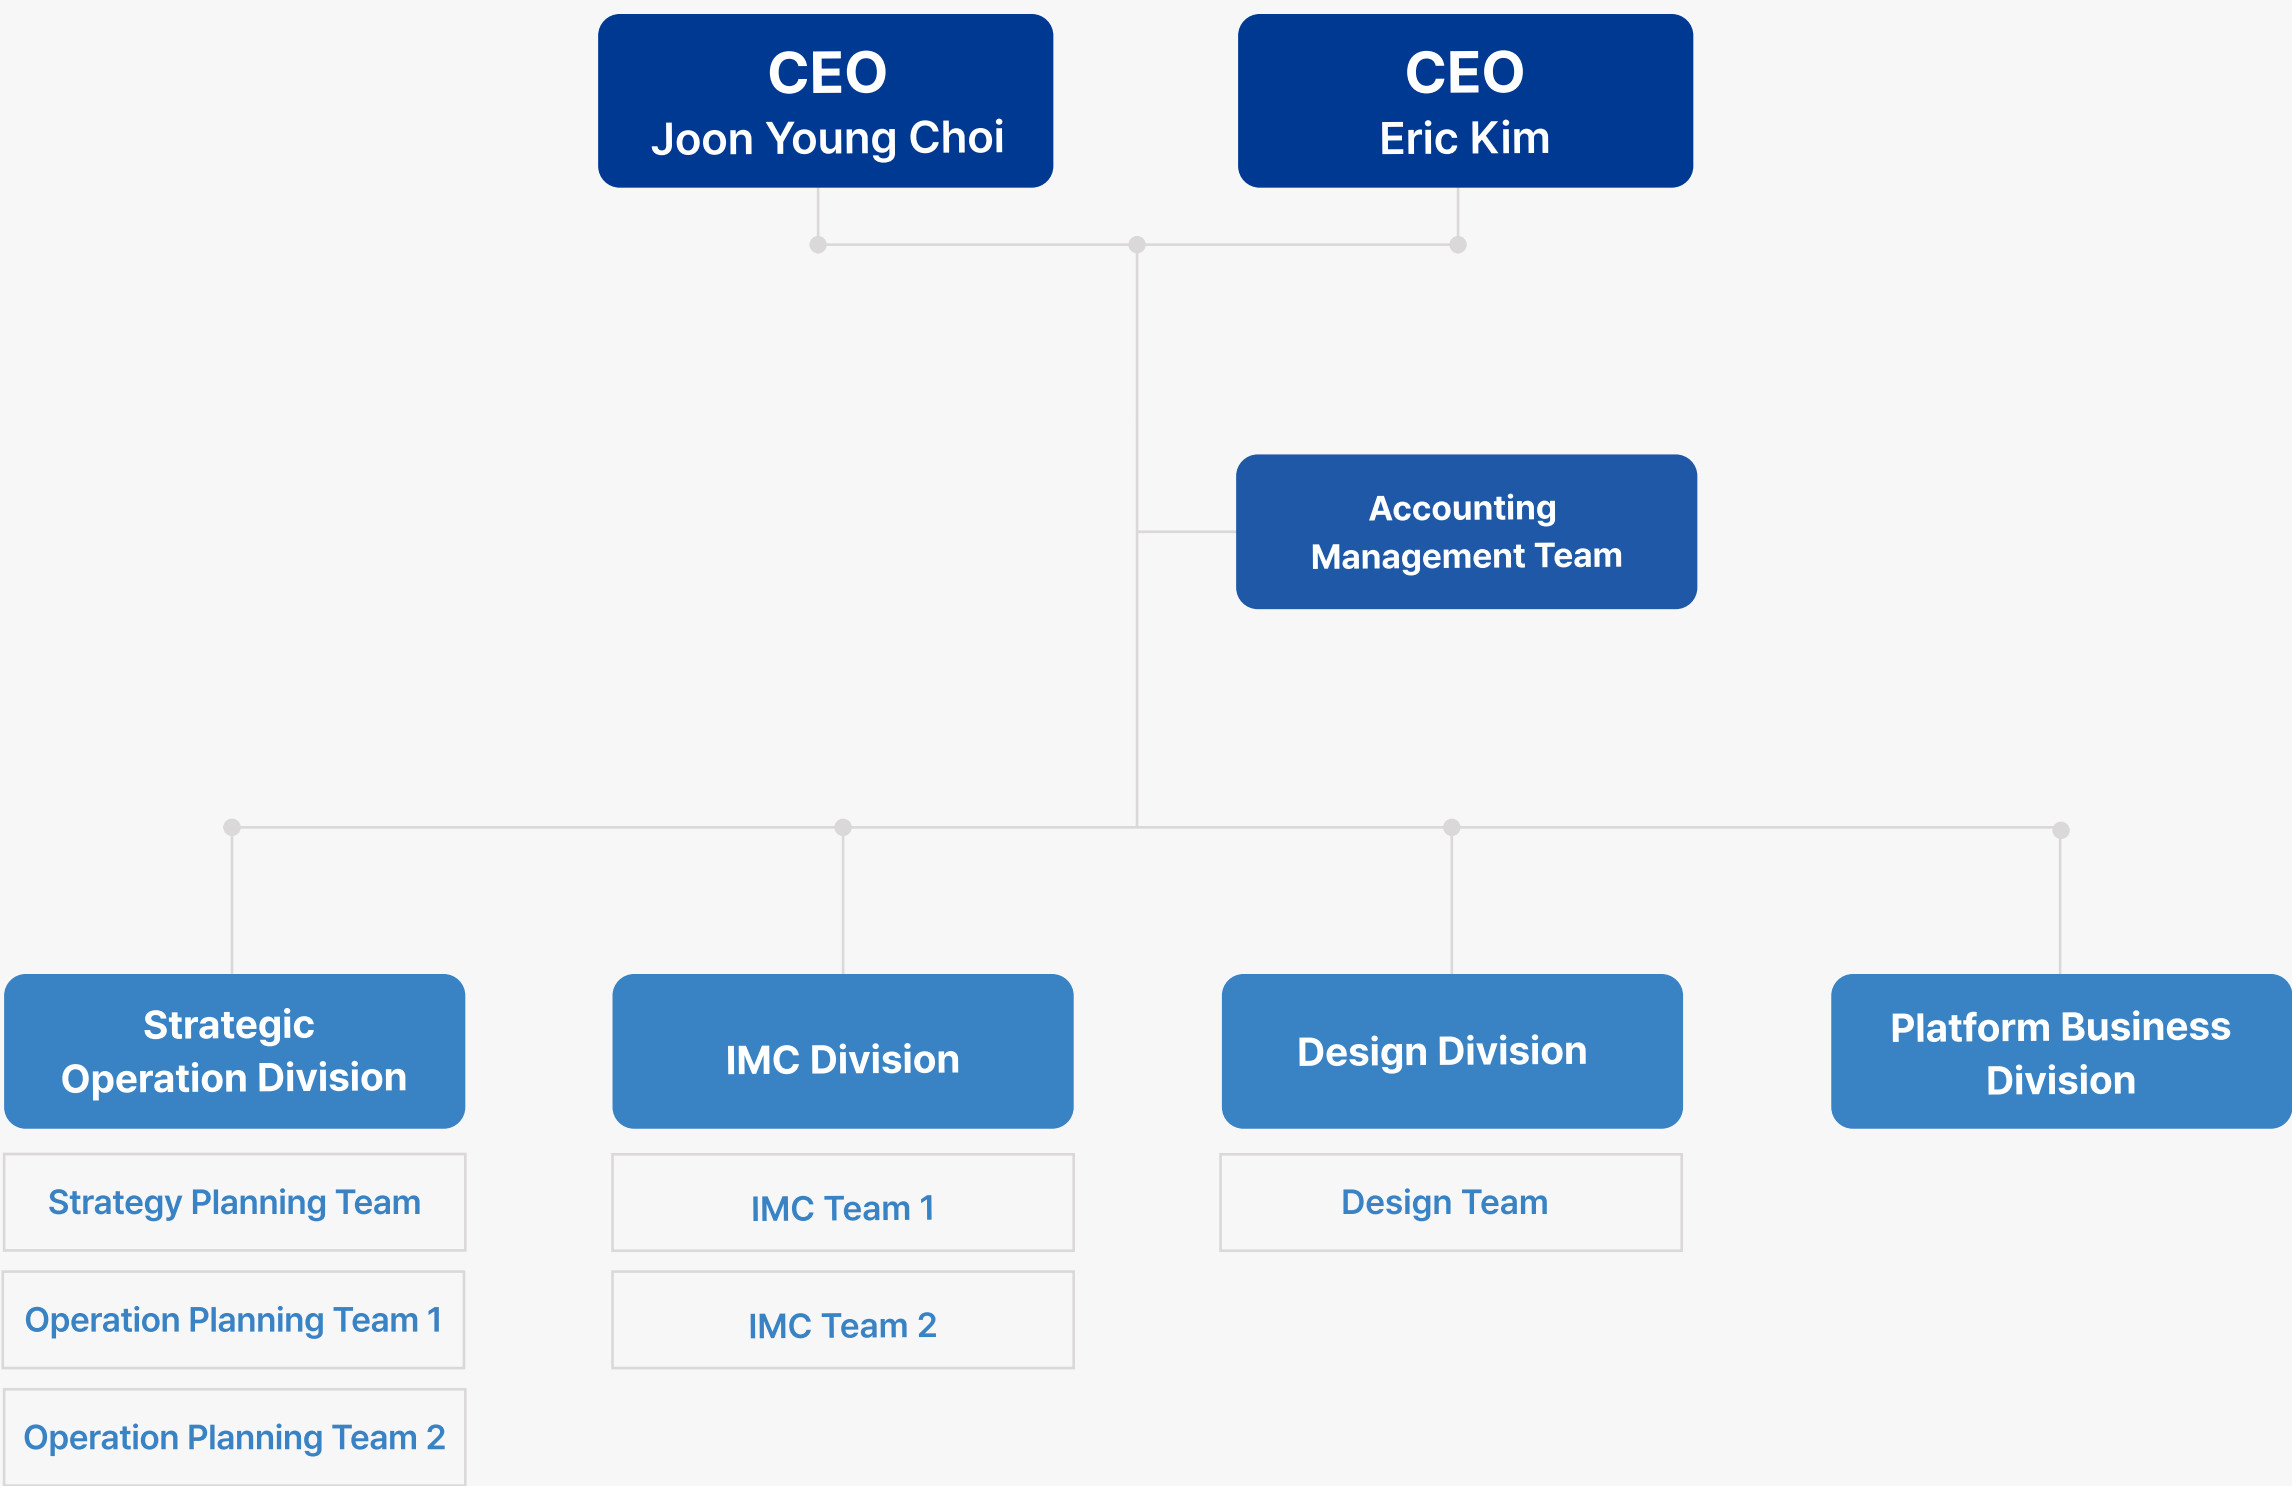 CEO
Joon Young Choi
CEO
Eric Kim
Accounting
Management Team
Strategic
Operation Division
Strategy Planning Team
Operation Planning Team 1
Operation Planning Team 2
IMC Division
IMC Team 1
IMC Team 2
Design Division
Design Team
Platform Business
Division